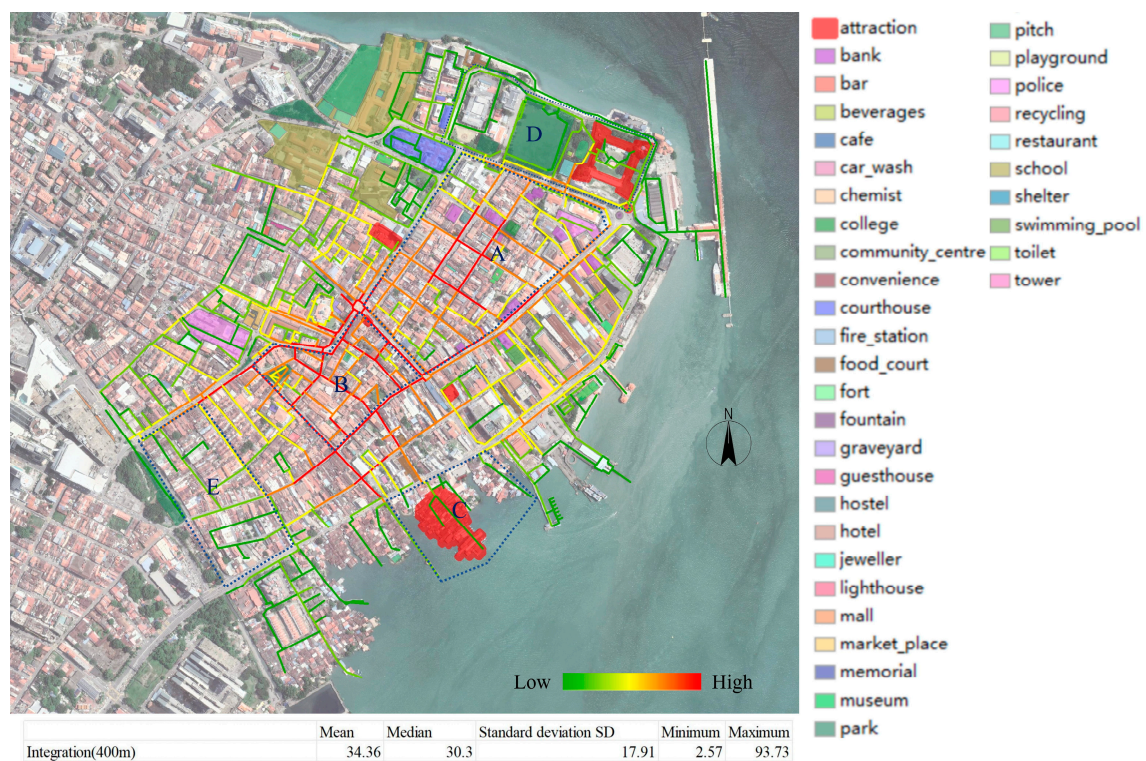 attraction
bank
bar
beverages
cafe
car_wash
chemist
college
community_centre
convenience
courthouse
fire_station
food_court
fort
fountain
graveyard
guesthouse
hostel
hotel
jeweller
lighthouse
mall
market_place
memorial
museum
park
pitch
playground
police
recycling
restaurant
school
shelter
swimming_pool
toilet
tower
D
A
B
E
C
N
Low High
Mean Median Standard deviation SD Minimum Maximum
Integration(400m) 34.36 30.3 17.91 2.57 93.73